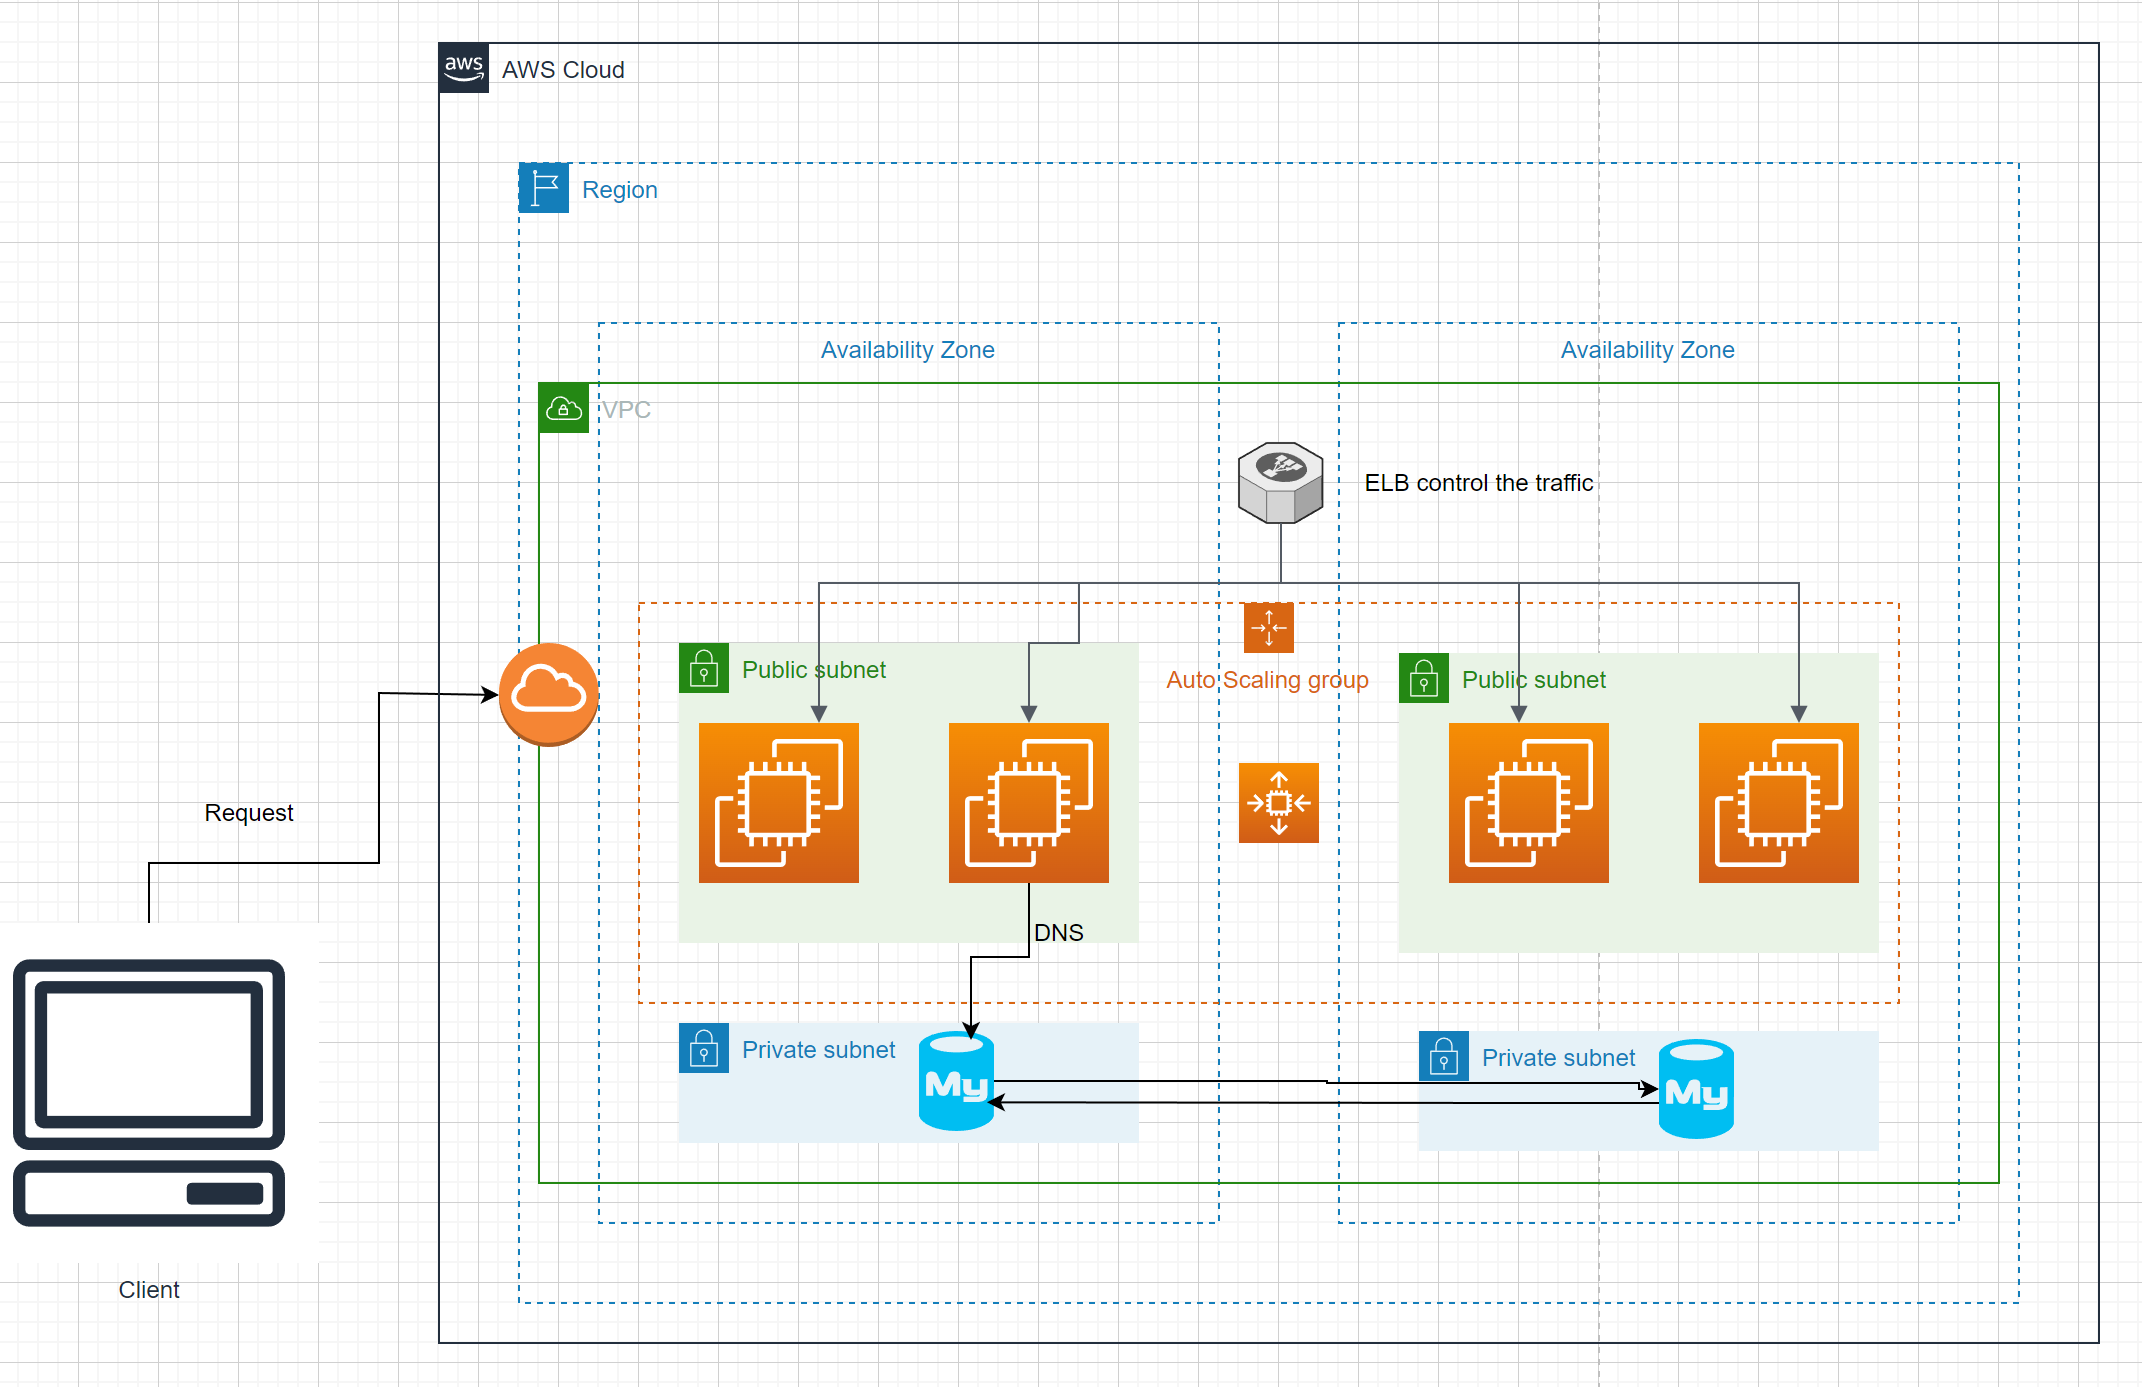 aws
AWS Cloud
Region
Availability Zone
Availability Zone
VPC
ELB control the traffic
Public subnet
Auto Scaling group
Public subnet
Request
DNS
Private subnet
My
Private subnet
My
Client